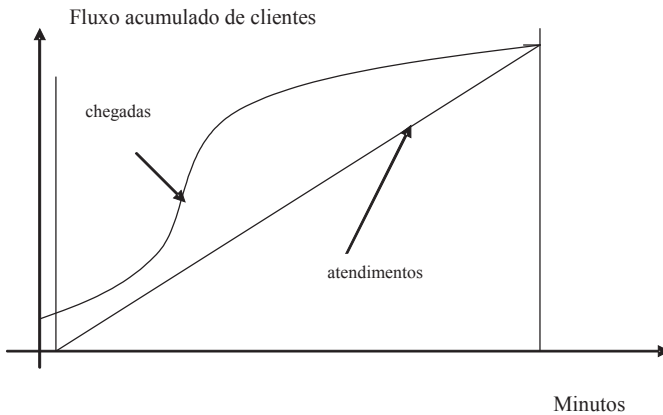 Fluxo acumulado de clientes
chegadas
atendimentos
Minutos